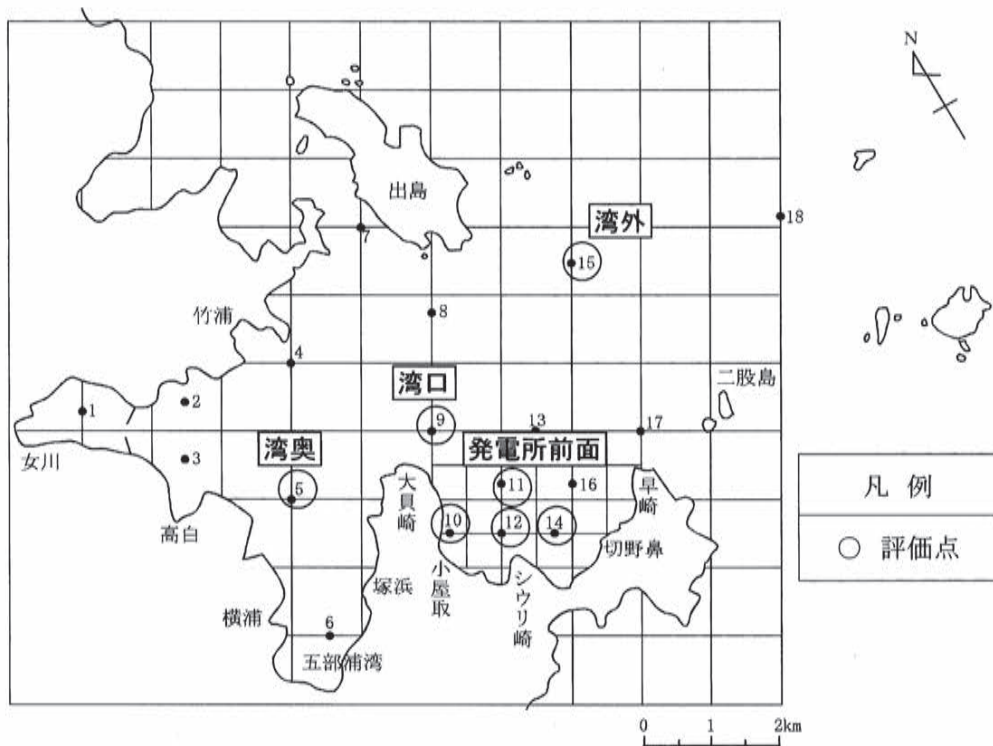 N
出島
湾外
18
15
7
竹浦
8
4
二股島
湾口
1
2
9
13
17
女川
3
湾奥
発電所前面
5
大貝崎
11
16
早崎
凡 例
○ 評価点
高白
10
12
14
切野鼻
小屋取
シウリ崎
塚浜
横浦
6
五部浦湾
0 1 2km